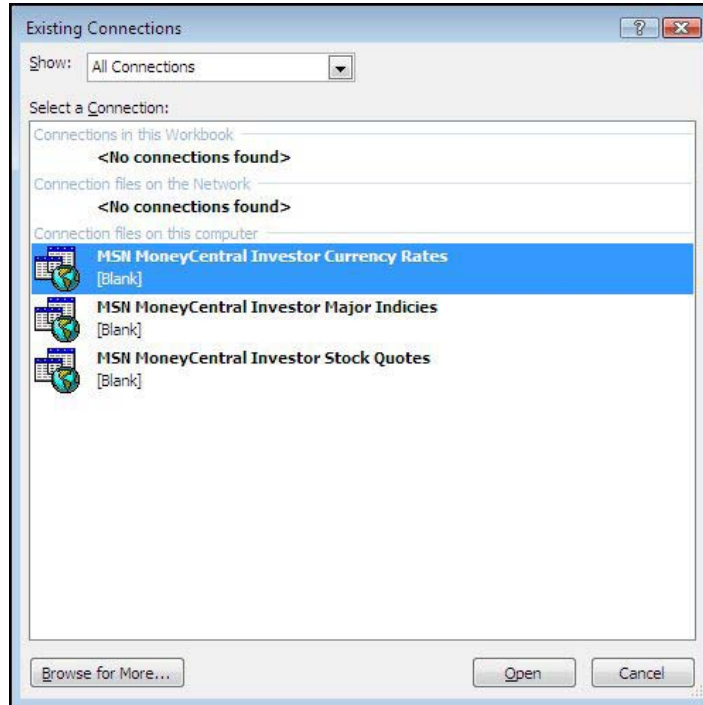 Existing Connections
Show: All Connections
Select a Connection:
Connections in this Workbook
<No connections found>
Connection files on the Network
<No connections found>
Connection files on this computer
MSN MoneyCentral Investor Currency Rates
[Blank]
MSN MoneyCentral Investor Major Indicies
[Blank]
MSN MoneyCentral Investor Stock Quotes
[Blank]
Browse for More... Open Cancel